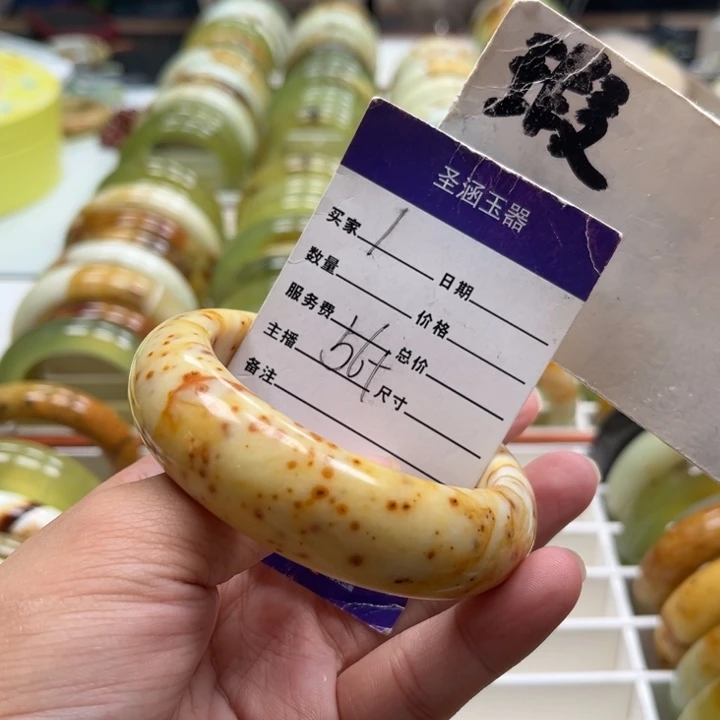 圣涵玉器
买家 1 日期
数量 价格
服务费 总价
主播 56+ 尺寸
备注